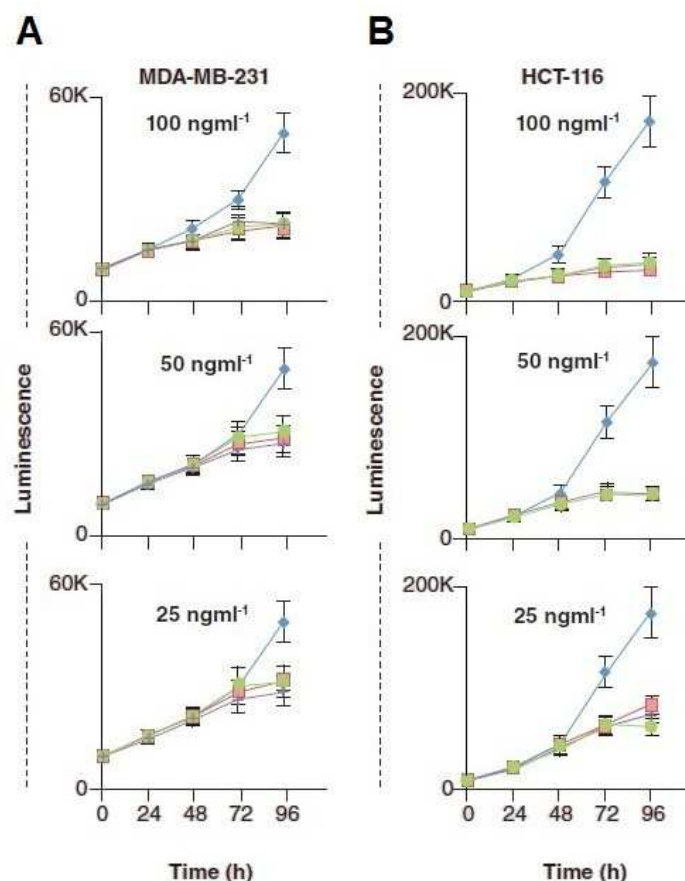 A
MDA-MB-231
60K
100 ngml⁻¹
0
60K
50 ngml⁻¹
0
60K
25 ngml⁻¹
0
0 24 48 72 96
Time (h)
Luminescence
B
HCT-116
200K
100 ngml⁻¹
0
200K
50 ngml⁻¹
0
200K
25 ngml⁻¹
0
0 24 48 72 96
Time (h)
Luminescence